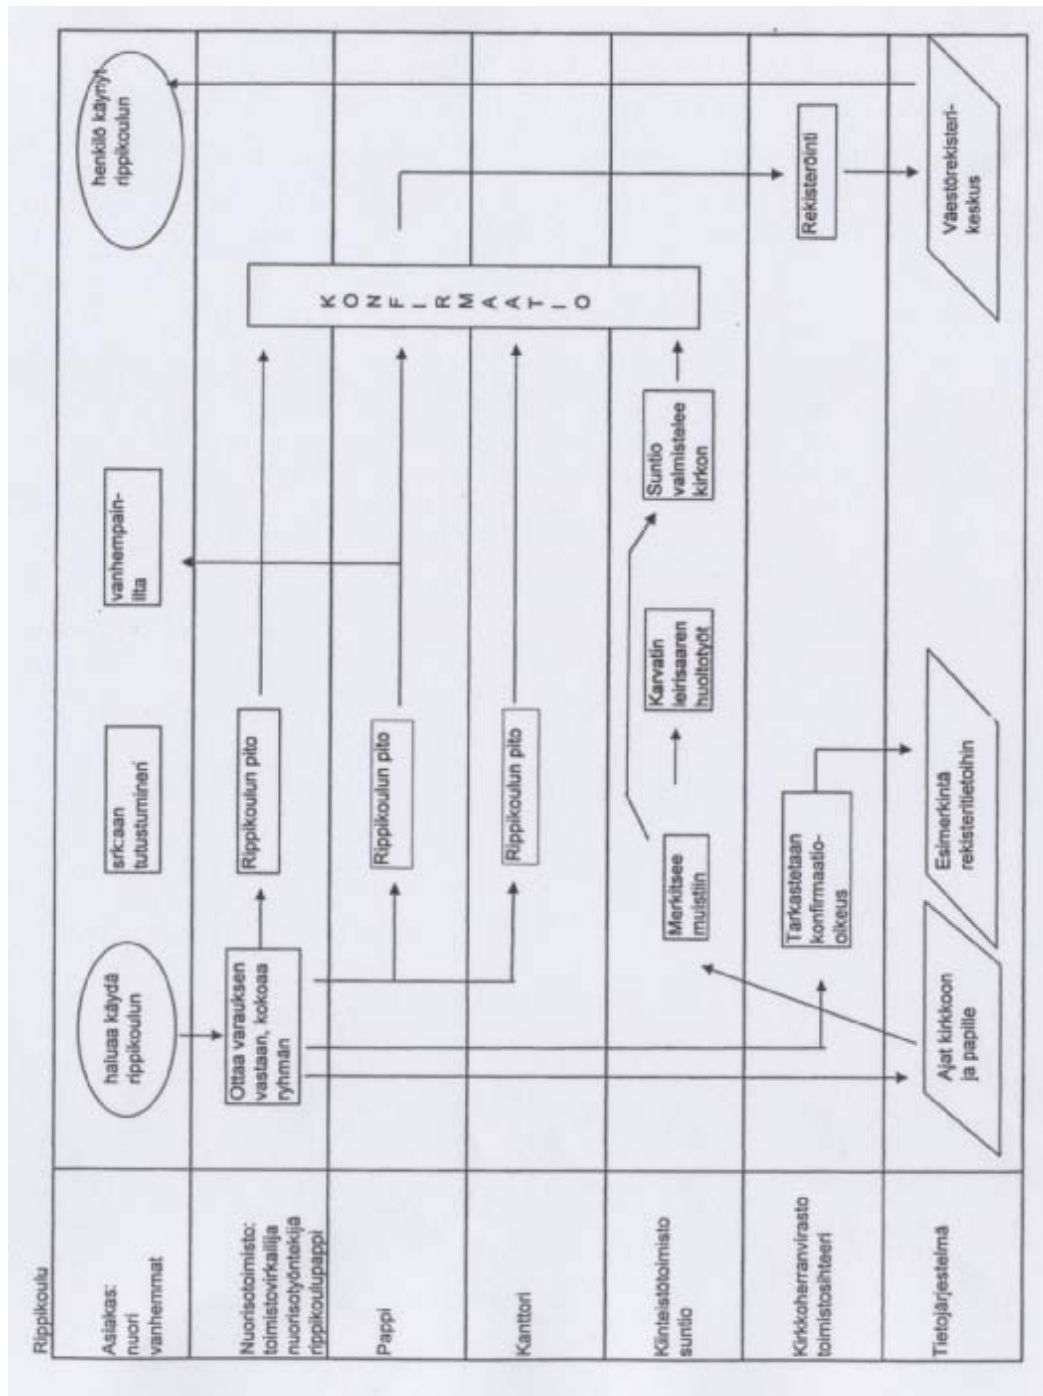 Rippikoulu
Asiakas:
nuori
vanhemmat
haluaa käydä
rippikoulun
srk:aan
tutustuminen
vanhempain-
ilta
henkilö käynyt
rippikoulun
Nuorisotoimisto:
toimistovirkailija
nuorisotyöntekijä
rippikoulupappi
Ottaa varauksen
vastaan, kokoaa
ryhmän
Rippikoulun pito
KONFIRMAATIO
Pappi
Rippikoulun pito
Kanttori
Rippikoulun pito
Kiinteistötoimisto
suntio
Merkitsee
muistiin
Karvatin
leirisaaren
huoltotyöt
Suntio
valmistelee
kirkon
Kirkkoherranvirasto
toimistosihteeri
Tarkastetaan
konfirmaatio-
oikeus
Rekisteröinti
Tietojärjestelmä
Ajat kirkkoon
ja papille
Esimerkintä
rekisteritietoihin
Väestörekisteri-
keskus